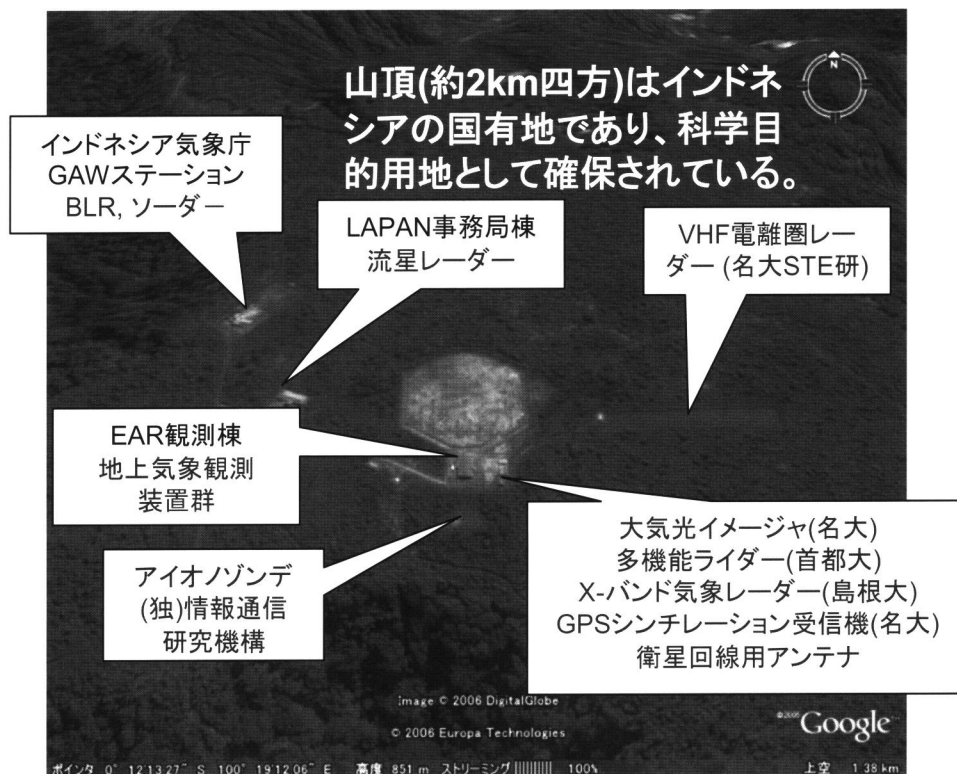 山頂(約2km四方)はインドネ
シアの国有地であり、科学目
的用地として確保されている。
N
インドネシア気象庁
GAWステーション
BLR, ソーダー
LAPAN事務局棟
流星レーダー
VHF電離圏レー
ダー (名大STE研)
EAR観測棟
地上気象観測
装置群
アイオノゾンデ
(独)情報通信
研究機構
大気光イメージャ(名大)
多機能ライダー(首都大)
X-バンド気象レーダー(島根大)
GPSシンチレーション受信機(名大)
衛星回線用アンテナ
Image © 2006 DigitalGlobe
© 2006 Europa Technologies
©2005 Google
ポインタ 0° 12'13.27" S 100° 19'12.06" E 高度 851 m ストリーミング |||||||||| 100% 上空 1.38 km